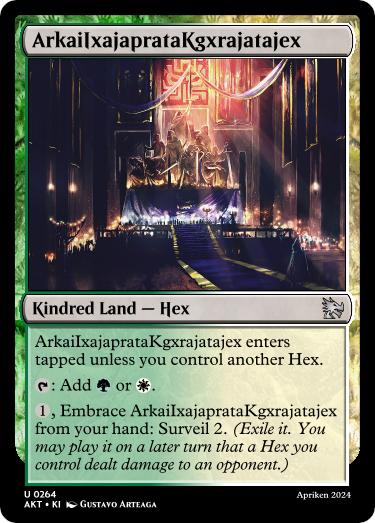 ArkaiIxajaprataKgxrajatajex
Kindred Land — Hex
ArkaiIxajaprataKgxrajatajex enters
tapped unless you control another Hex.
: Add or .
1, Embrace ArkaiIxajaprataKgxrajatajex
from your hand: Surveil 2. (Exile it. You
may play it on a later turn that a Hex you
control dealt damage to an opponent.)
U 0264
AKT • KI Gustavo Arteaga
Apriken 2024